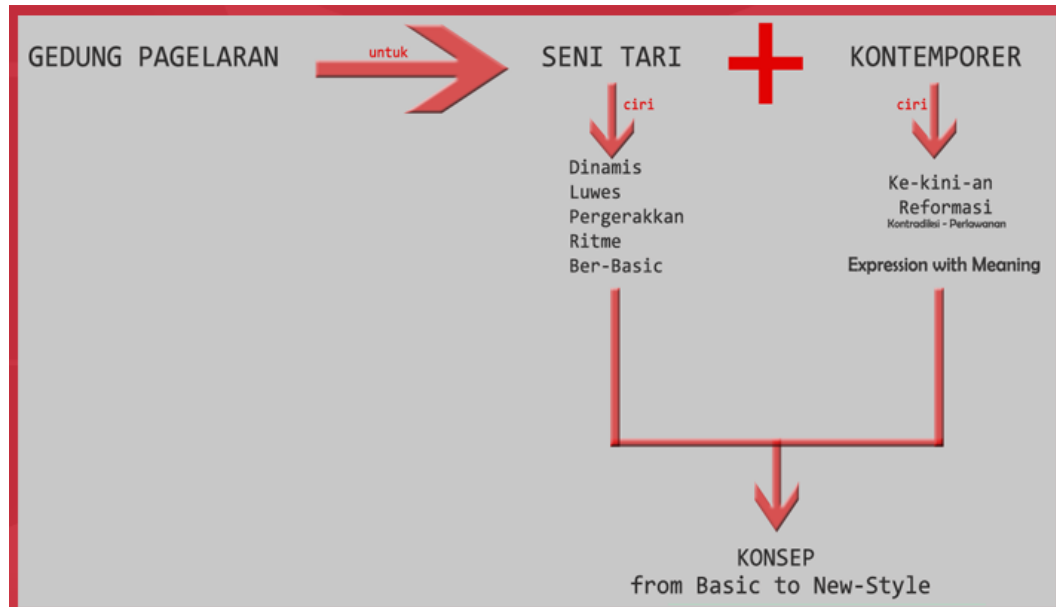 GEDUNG PAGELARAN
untuk
SENI TARI
KONTEMPORER
ciri
ciri
Dinamis
Luwes
Pergerakkan
Ritme
Ber-Basic
Ke-kini-an
Reformasi
Kontradiksi - Perlawanan
Expression with Meaning
KONSEP
from Basic to New-Style